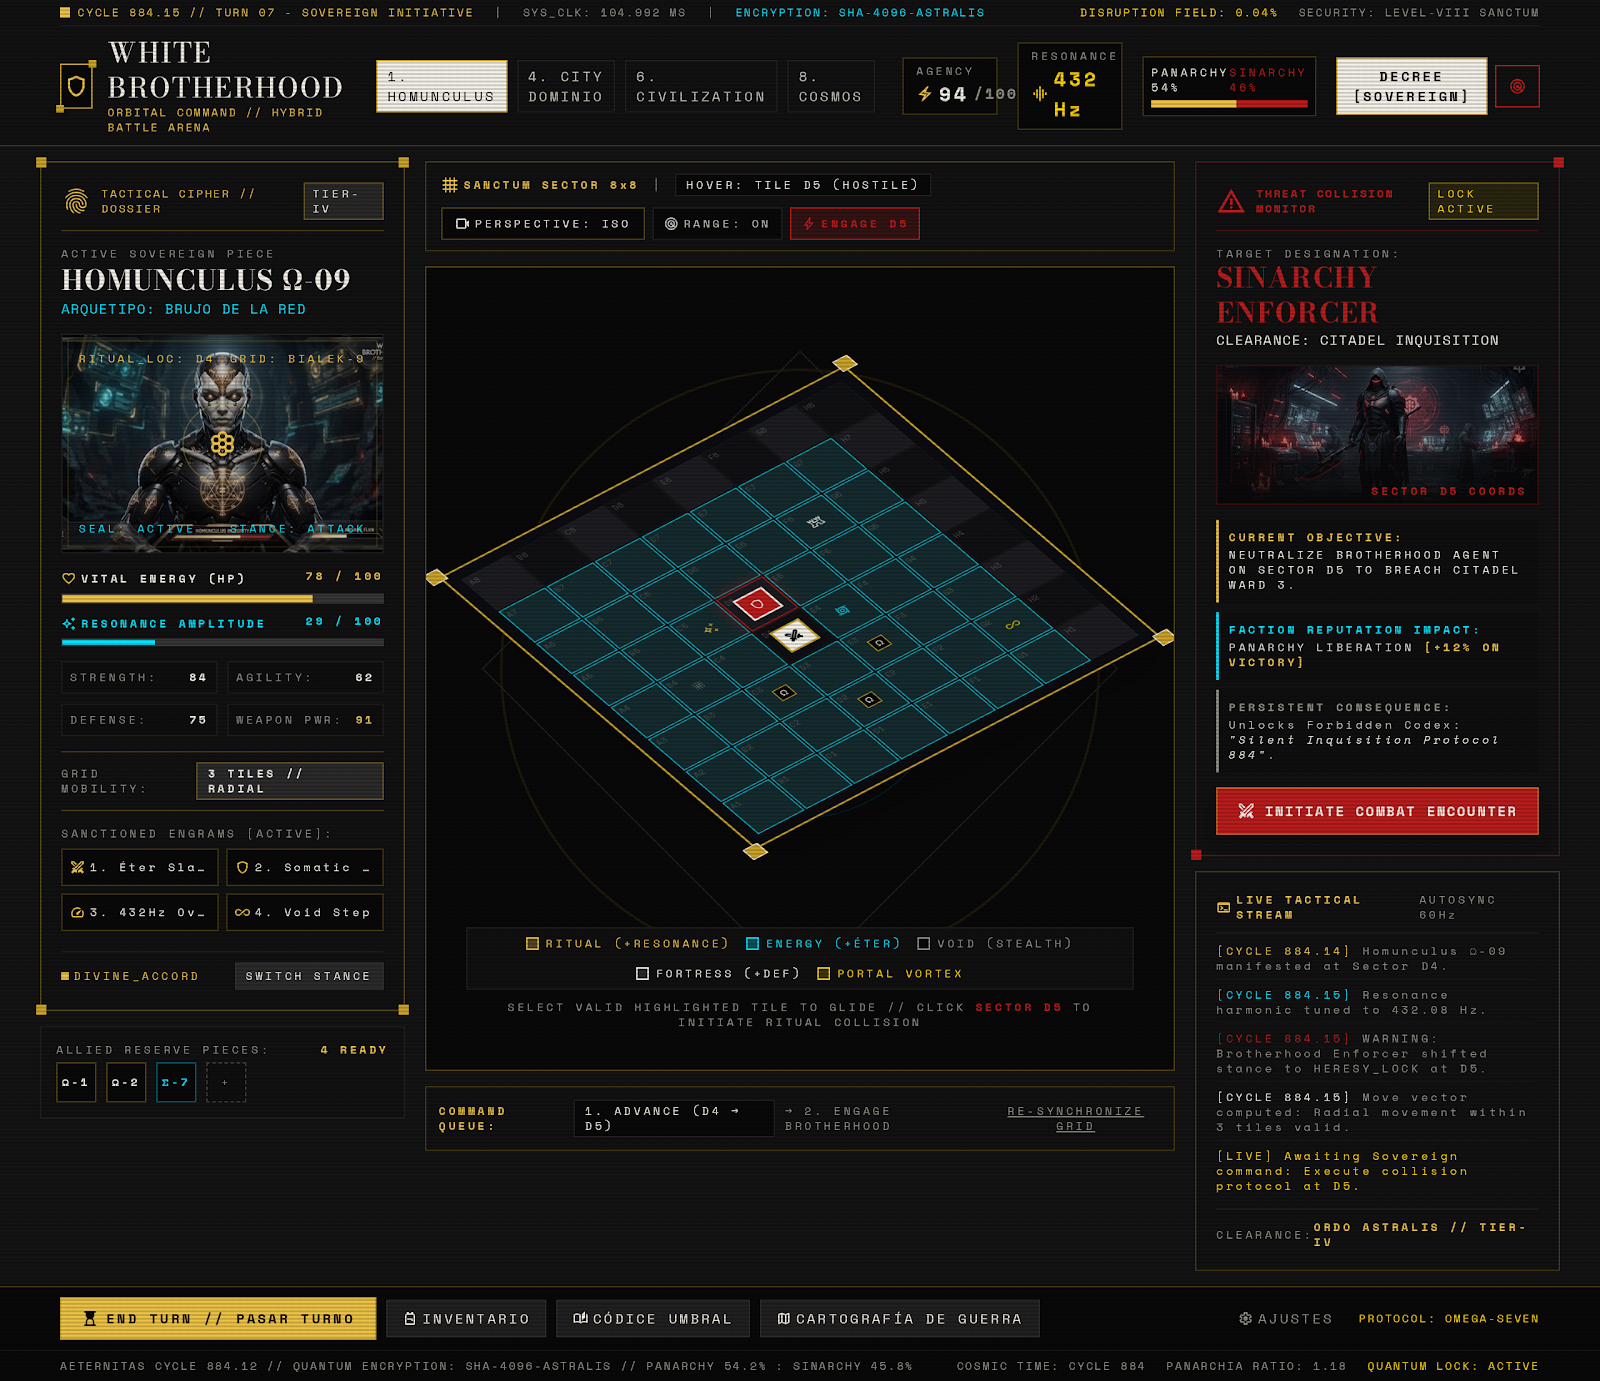 CYCLE 884.15 // TURN 07 - SOVEREIGN INITIATIVE | SYS_CLK: 104.992 MS | ENCRYPTION: SHA-4096-ASTRALIS DISRUPTION FIELD: 0.04% SECURITY: LEVEL-VIII SANCTUM
WHITE
BROTHERHOOD
ORBITAL COMMAND // HYBRID
BATTLE ARENA
1.
HOMUNCULUS
4. CITY
DOMINIO
6.
CIVILIZATION
8.
COSMOS
AGENCY
94 /100
RESONANCE
432
Hz
PANARCHY
54%
SINARCHY
46%
DECREE
[SOVEREIGN]
TACTICAL CIPHER //
DOSSIER
TIER-
IV
ACTIVE SOVEREIGN PIECE
HOMUNCULUS Ω-09
ARQUETIPO: BRUJO DE LA RED
RITUAL_LOC: D4 GRID: BIALEK-9
SEAL: ACTIVE STANCE: ATTACK
VITAL ENERGY (HP) 78 / 100
RESONANCE AMPLITUDE 29 / 100
STRENGTH: 84
AGILITY: 62
DEFENSE: 75
WEAPON PWR: 91
GRID
MOBILITY:
3 TILES //
RADIAL
SANCTIONED ENGRAMS [ACTIVE]:
1. Éter Sla…
2. Somatic …
3. 432Hz Ov…
4. Void Step
DIVINE_ACCORD
SWITCH STANCE
ALLIED RESERVE PIECES: 4 READY
Ω-1
Ω-2
Σ-7
+
SANCTUM SECTOR 8x8 | HOVER: TILE D5 (HOSTILE)
PERSPECTIVE: ISO
RANGE: ON
ENGAGE D5
RITUAL (+RESONANCE)
ENERGY (+ÉTER)
VOID (STEALTH)
FORTRESS (+DEF)
PORTAL VORTEX
SELECT VALID HIGHLIGHTED TILE TO GLIDE // CLICK SECTOR D5 TO
INITIATE RITUAL COLLISION
COMMAND
QUEUE:
1. ADVANCE (D4 →
D5)
→ 2. ENGAGE
BROTHERHOOD
RE-SYNCHRONIZE
GRID
THREAT COLLISION
MONITOR
LOCK
ACTIVE
TARGET DESIGNATION:
SINARCHY
ENFORCER
CLEARANCE: CITADEL INQUISITION
SECTOR D5 COORDS
CURRENT OBJECTIVE:
NEUTRALIZE BROTHERHOOD AGENT
ON SECTOR D5 TO BREACH CITADEL
WARD 3.
FACTION REPUTATION IMPACT:
PANARCHY LIBERATION [+12% ON
VICTORY]
PERSISTENT CONSEQUENCE:
Unlocks Forbidden Codex:
"Silent Inquisition Protocol
884".
INITIATE COMBAT ENCOUNTER
LIVE TACTICAL
STREAM
AUTOSYNC
60Hz
[CYCLE 884.14] Homunculus Ω-09
manifested at Sector D4.
[CYCLE 884.15] Resonance
harmonic tuned to 432.08 Hz.
[CYCLE 884.15] WARNING:
Brotherhood Enforcer shifted
stance to HERESY_LOCK at D5.
[CYCLE 884.15] Move vector
computed: Radial movement within
3 tiles valid.
[LIVE] Awaiting Sovereign
command: Execute collision
protocol at D5.
CLEARANCE:
ORDO ASTRALIS // TIER-
IV
END TURN // PASAR TURNO
INVENTARIO
CÓDICE UMBRAL
CARTOGRAFÍA DE GUERRA
AJUSTES
PROTOCOL: OMEGA-SEVEN
AETERNITAS CYCLE 884.12 // QUANTUM ENCRYPTION: SHA-4096-ASTRALIS // PANARCHY 54.2% : SINARCHY 45.8% COSMIC TIME: CYCLE 884 PANARCHIA RATIO: 1.18 QUANTUM LOCK: ACTIVE